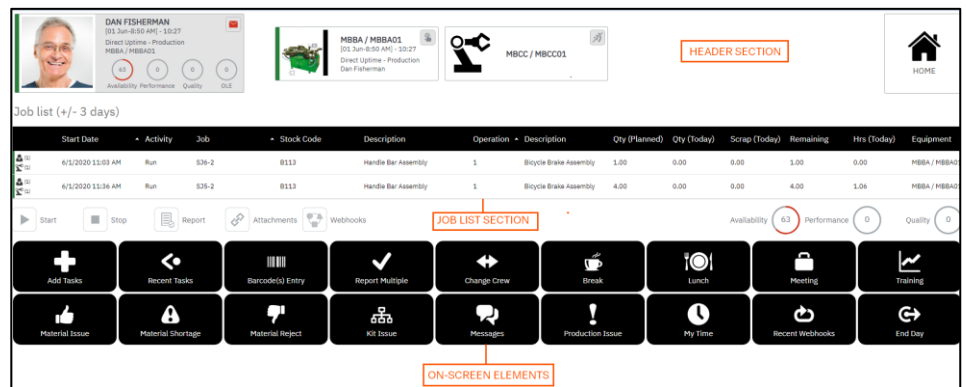 DAN FISHERMAN
[01 Jun-8:50 AM] - 10:27
Direct Uptime - Production
MBBA / MBBA01
63 0 0 0
Availability Performance Quality OLE
MBBA / MBBA01
[01 Jun-8:50 AM] - 10:27
Direct Uptime - Production
Dan Fisherman
MBCC / MBCC01
HEADER SECTION
HOME
Job list (+/- 3 days)
Start Date Activity Job Stock Code Description Operation Description Qty (Planned) Qty (Today) Scrap (Today) Remaining Hrs (Today) Equipment
6/1/2020 11:03 AM Run SJ6-2 B113 Handle Bar Assembly 1 Bicycle Brake Assembly 1.00 0.00 0.00 1.00 0.00 MBBA / MBBA01
6/1/2020 11:36 AM Run SJ5-2 B113 Handle Bar Assembly 1 Bicycle Brake Assembly 4.00 0.00 0.00 4.00 1.06 MBBA / MBBA01
Start Stop Report Attachments Webhooks JOB LIST SECTION Availability 63 Performance 0 Quality 0
Add Tasks Recent Tasks Barcode(s) Entry Report Multiple Change Crew Break Lunch Meeting Training
Material Issue Material Shortage Material Reject Kit Issue Messages Production Issue My Time Recent Webhooks End Day
ON-SCREEN ELEMENTS